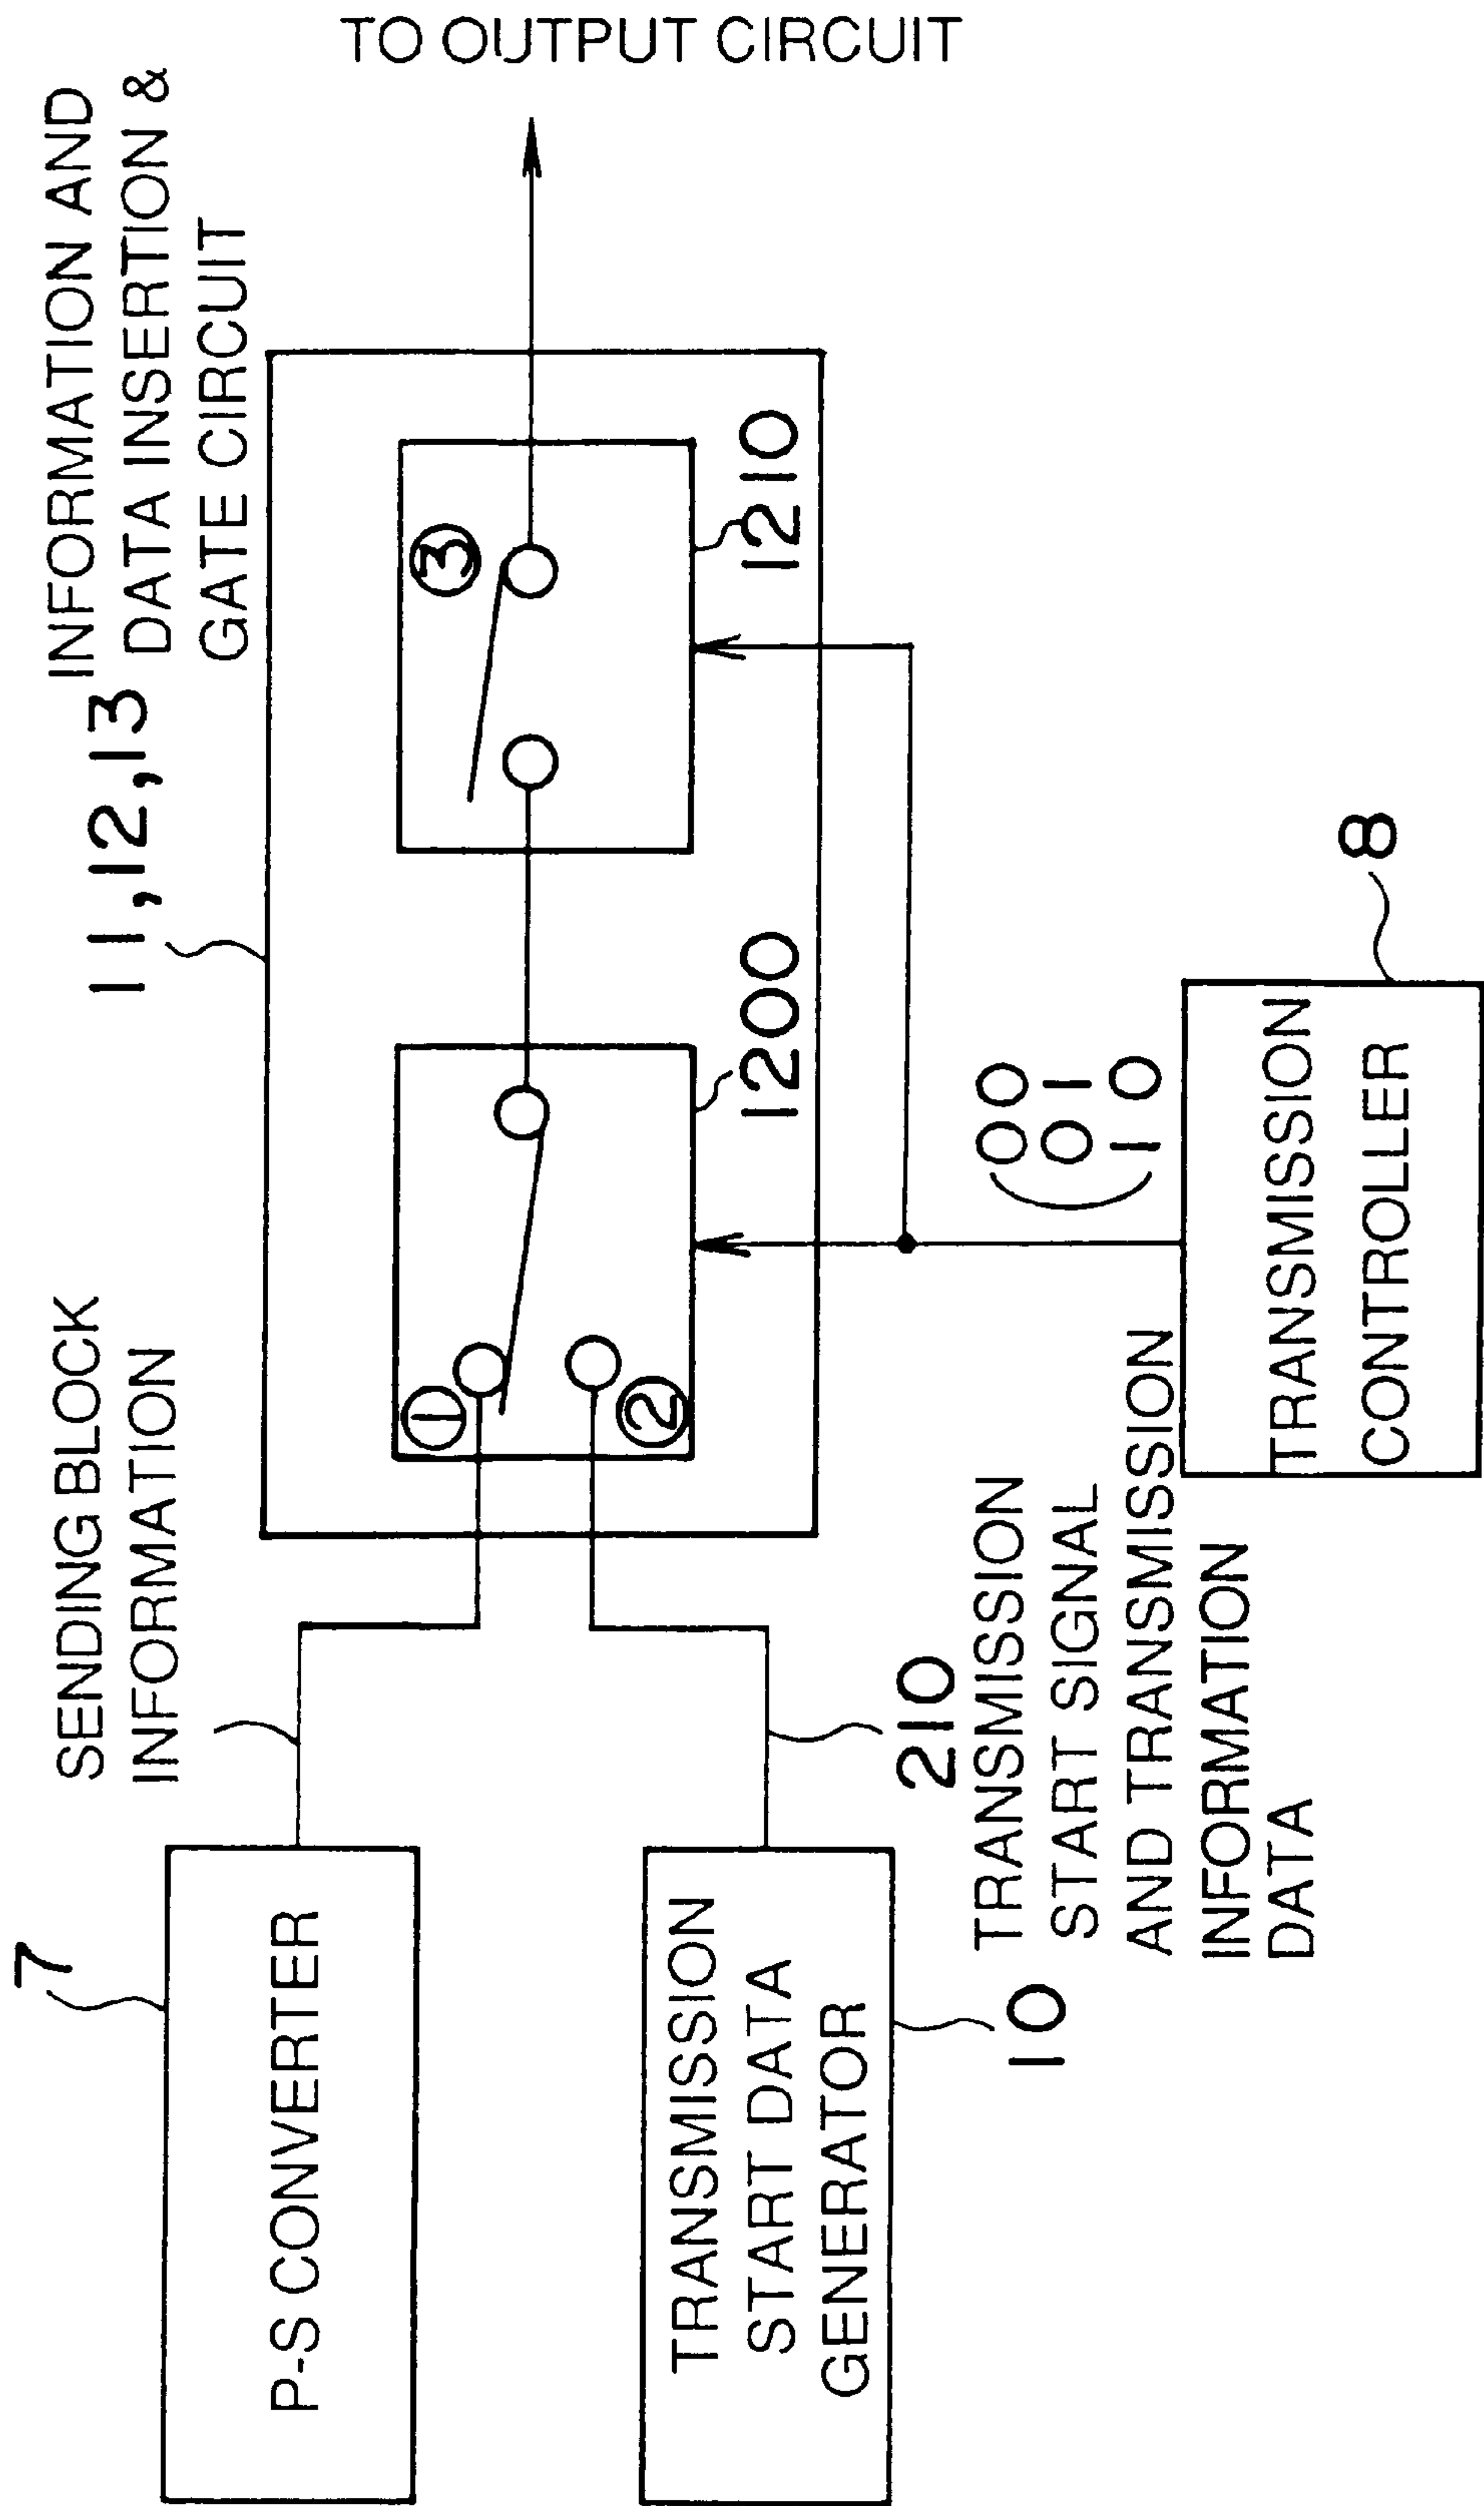 7
P-S CONVERTER
SENDING BLOCK
INFORMATION
11,12,13
INFORMATION AND
DATA INSERTION &
GATE CIRCUIT
TO OUTPUT CIRCUIT
①
②
③
1200
1210
TRANSMISSION
START DATA
GENERATOR
10
210
TRANSMISSION
START SIGNAL
AND TRANSMISSION
INFORMATION
DATA
00
01
10
TRANSMISSION
CONTROLLER
8